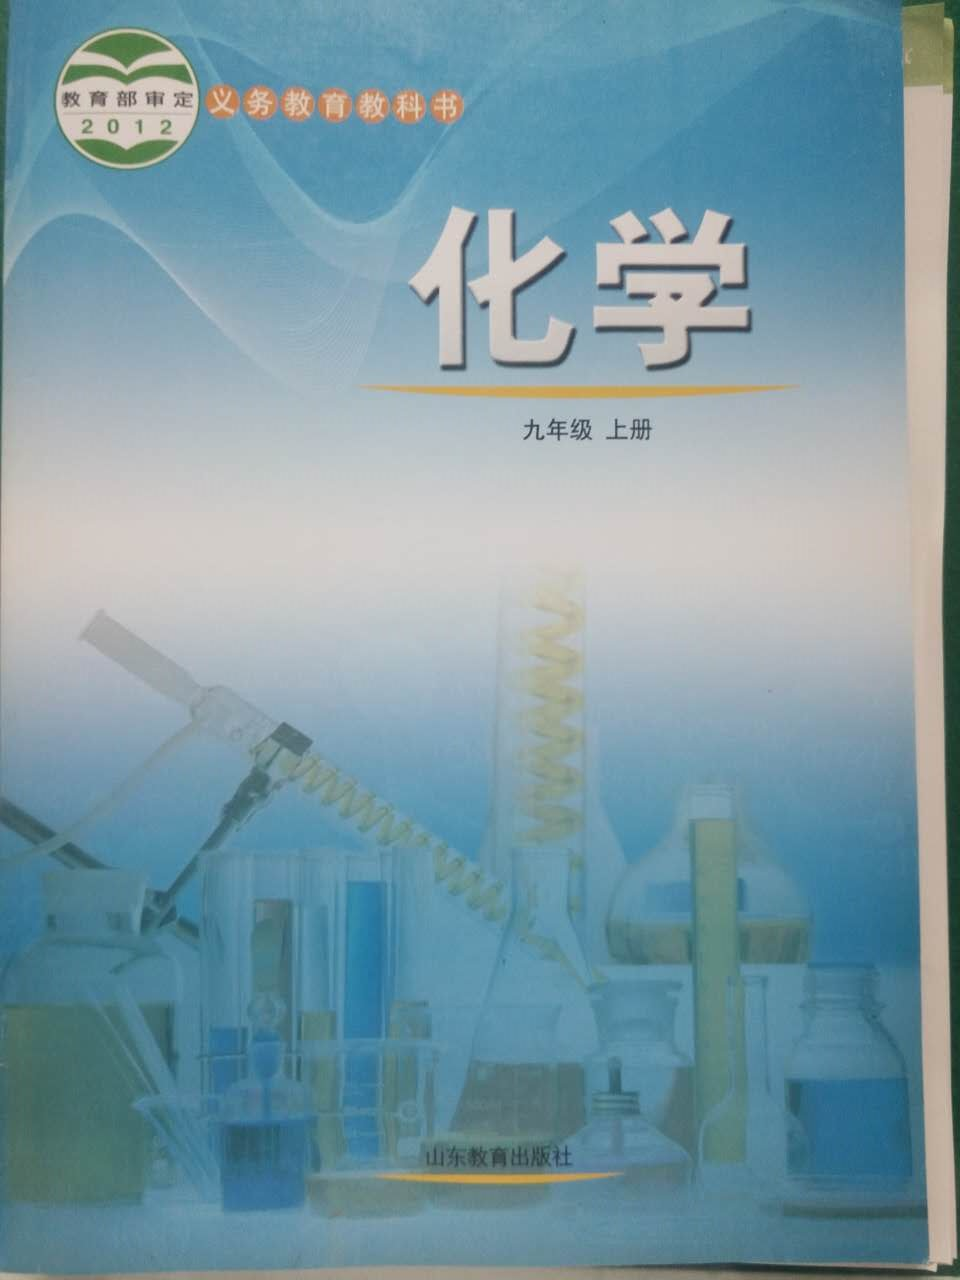 教育部审定
2012
义务教育教科书
化学
九年级 上册
山东教育出版社